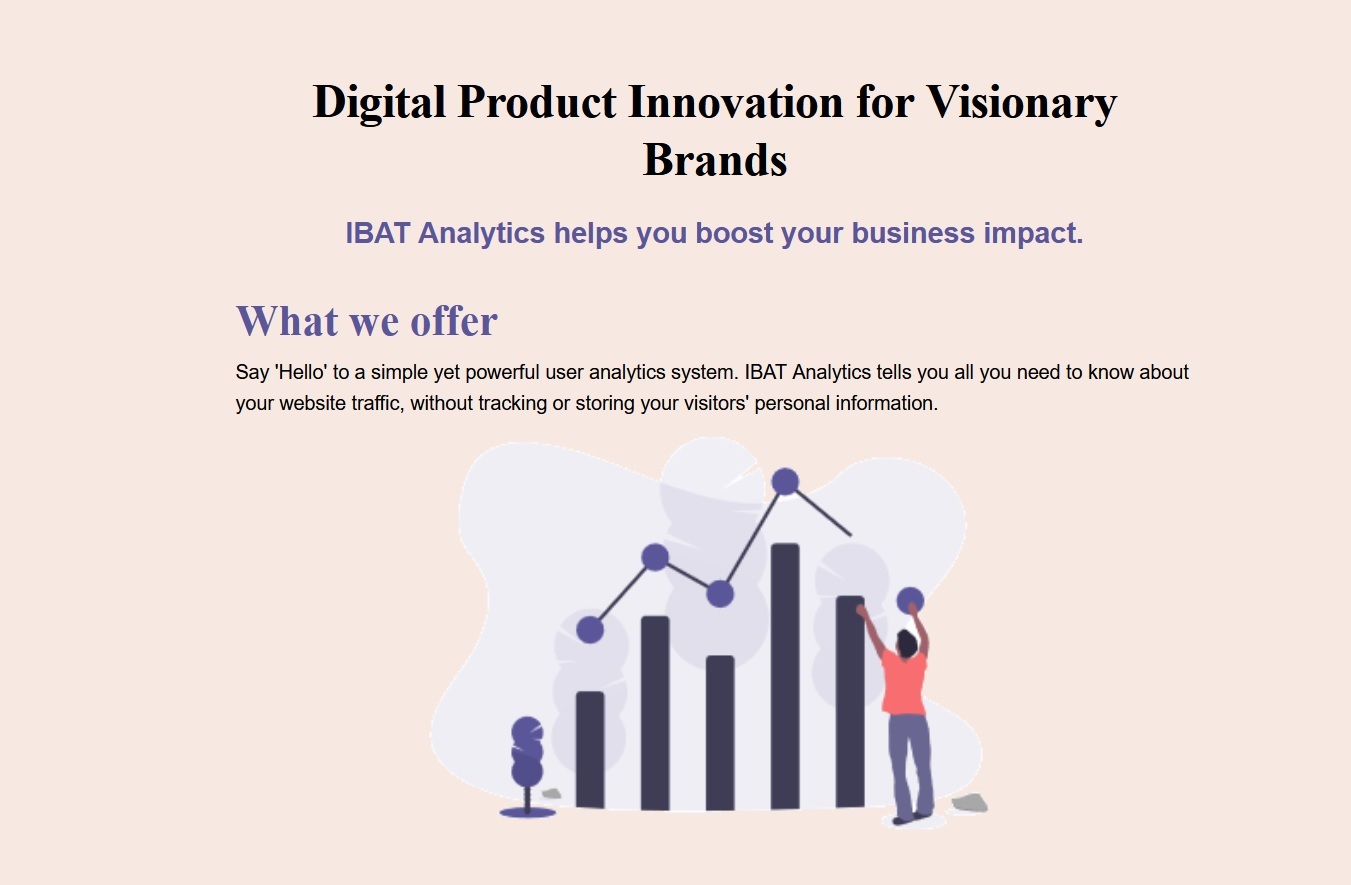 Digital Product Innovation for Visionary
Brands
IBAT Analytics helps you boost your business impact.
What we offer
Say 'Hello' to a simple yet powerful user analytics system. IBAT Analytics tells you all you need to know about
your website traffic, without tracking or storing your visitors' personal information.